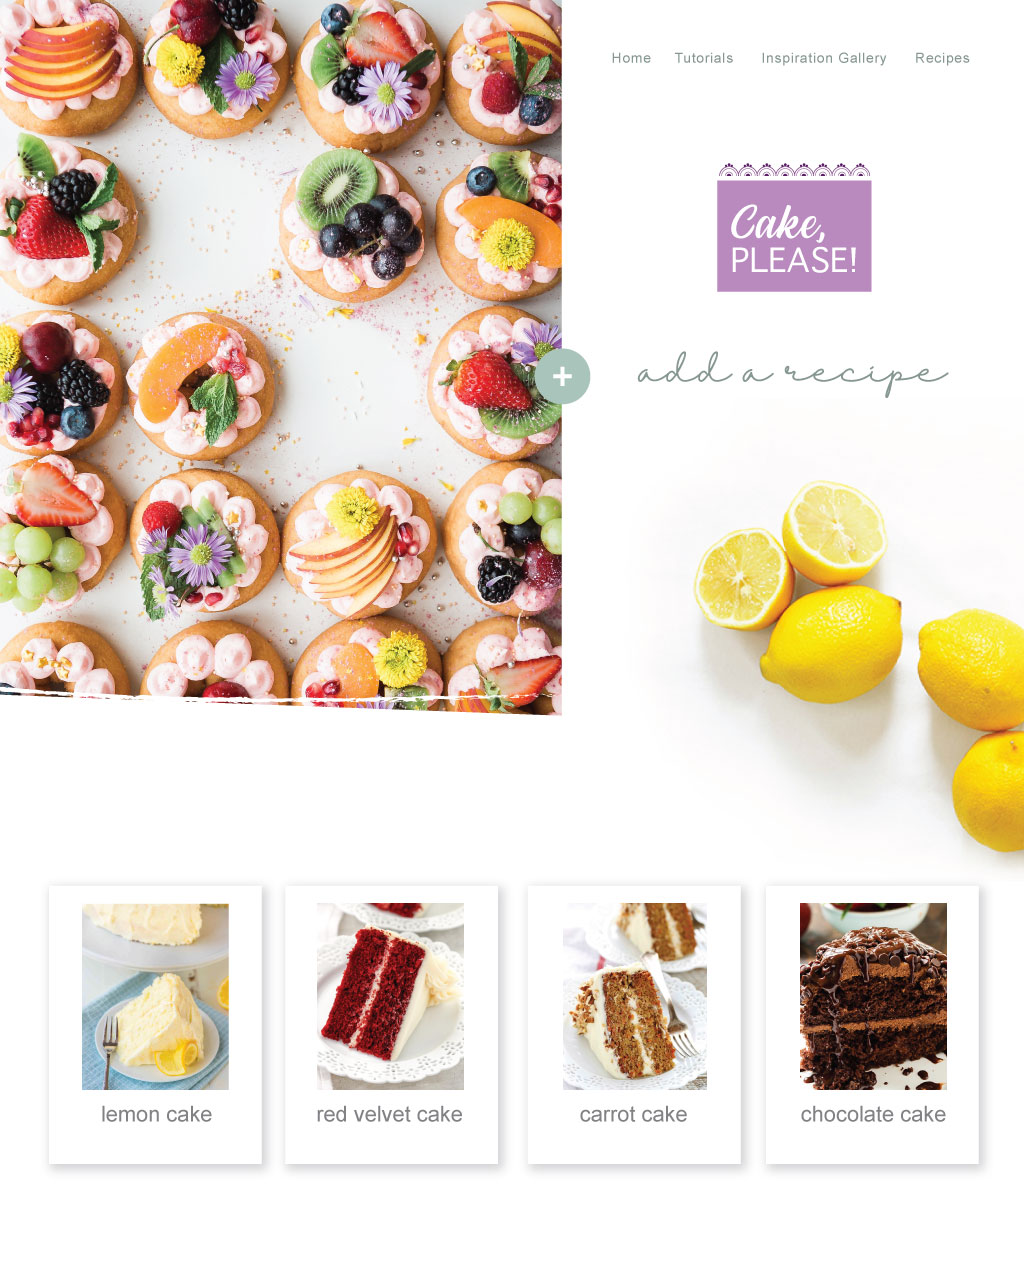 Home Tutorials Inspiration Gallery Recipes
Cake,
PLEASE!
+ add a recipe
lemon cake
red velvet cake
carrot cake
chocolate cake